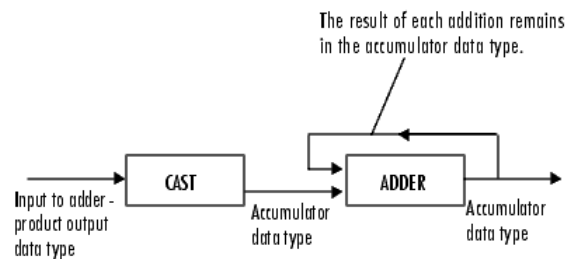 The result of each addition remains
in the accumulator data type.
CAST
ADDER
Input to adder -
product output
data type
Accumulator
data type
Accumulator
data type